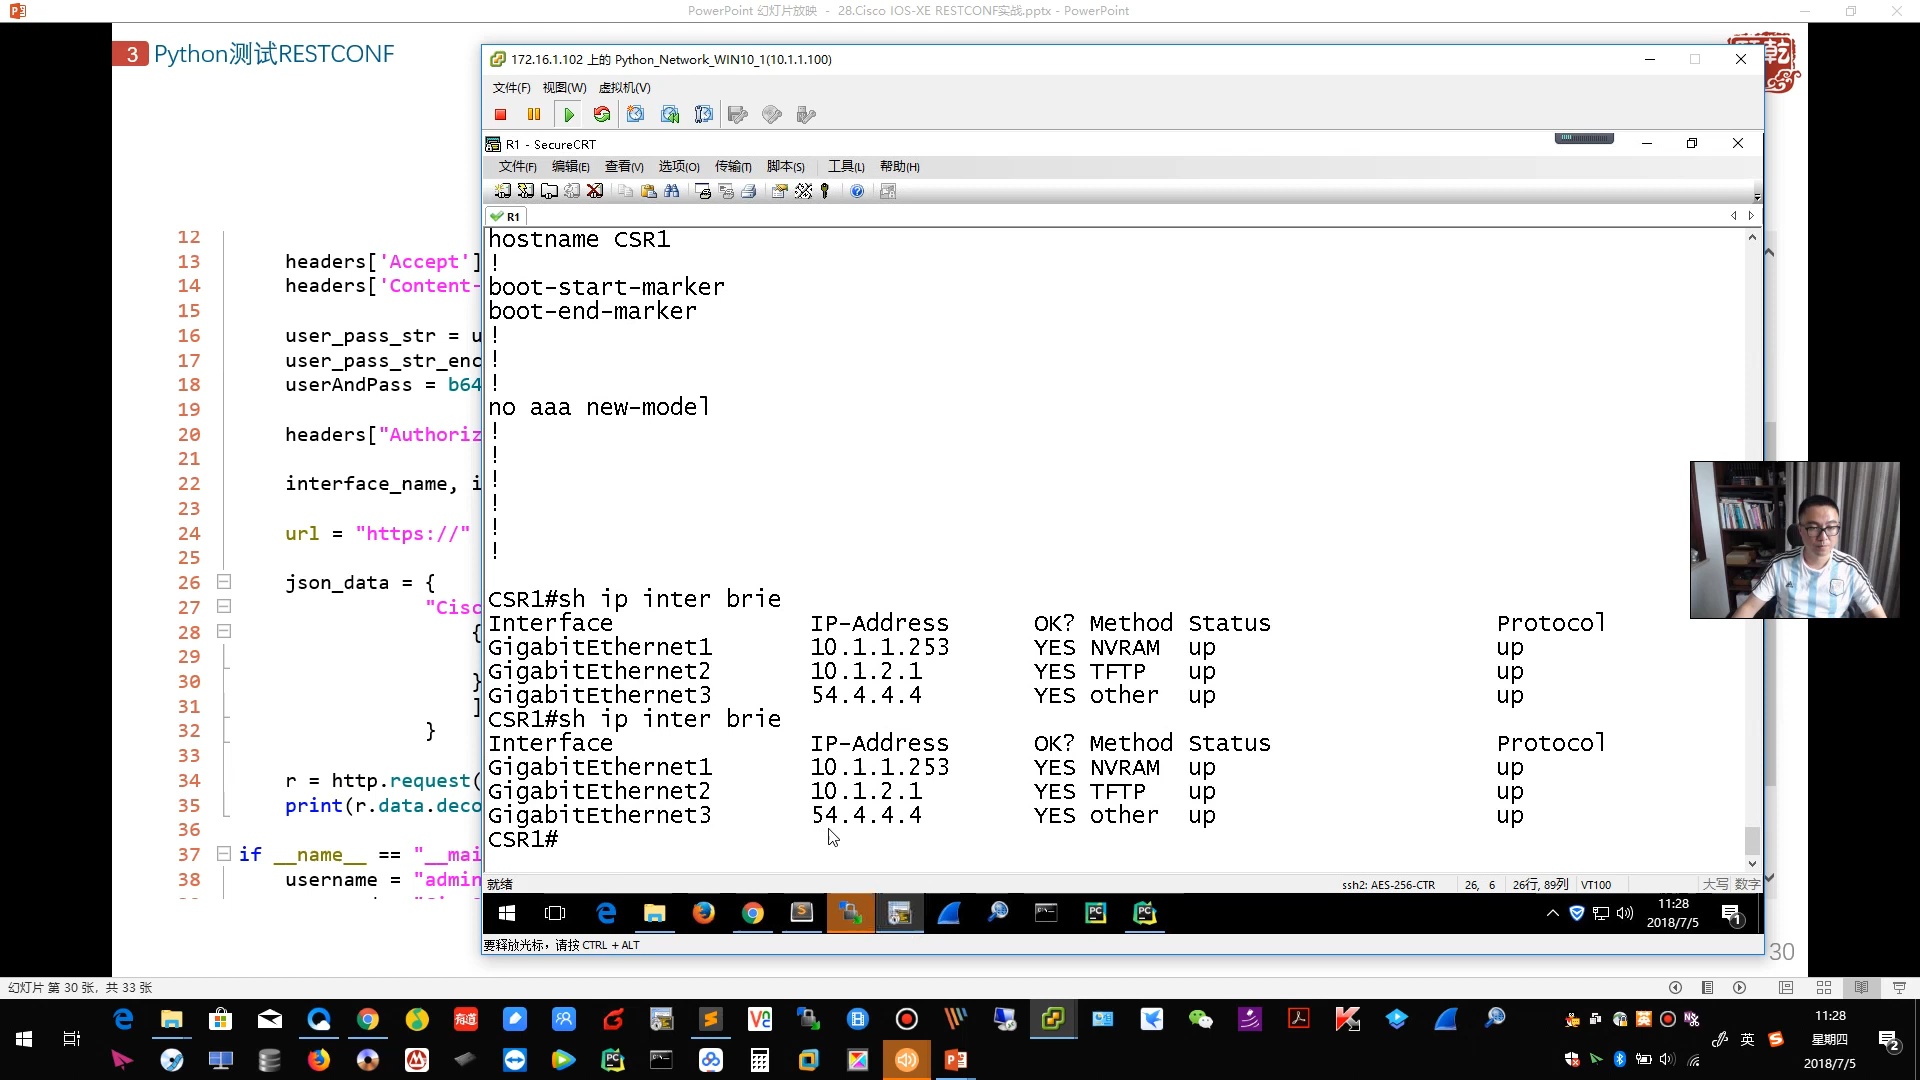 PowerPoint 幻灯片放映 - 28.Cisco IOS-XE RESTCONF实战.pptx - PowerPoint
3 Python测试RESTCONF
172.16.1.102 上的 Python_Network_WIN10_1(10.1.1.100)
文件(F) 视图(W) 虚拟机(V)
R1 - SecureCRT
文件(F) 编辑(E) 查看(V) 选项(O) 传输(T) 脚本(S) 工具(L) 帮助(H)
R1
hostname CSR1
!
boot-start-marker
boot-end-marker
!
!
!
no aaa new-model
!
!
!
!
!
!
CSR1#sh ip inter brie
Interface IP-Address OK? Method Status Protocol
GigabitEthernet1 10.1.1.253 YES NVRAM up up
GigabitEthernet2 10.1.2.1 YES TFTP up up
GigabitEthernet3 54.4.4.4 YES other up up
CSR1#sh ip inter brie
Interface IP-Address OK? Method Status Protocol
GigabitEthernet1 10.1.1.253 YES NVRAM up up
GigabitEthernet2 10.1.2.1 YES TFTP up up
GigabitEthernet3 54.4.4.4 YES other up up
CSR1#
就绪 ssh2: AES-256-CTR 26, 6 26行, 89列 VT100 大写 数字
11:28
2018/7/5
要释放光标，请按 CTRL + ALT
12
13 headers['Accept']
14 headers['Content-
15
16 user_pass_str = u
17 user_pass_str_enc
18 userAndPass = b64
19
20 headers["Authoriz
21
22 interface_name, i
23
24 url = "https://"
25
26 json_data = {
27 "Cisc
28 {
29
30 }
31 ]
32 }
33
34 r = http.request(
35 print(r.data.deco
36
37 if __name__ == "__mai
38 username = "admin
30
幻灯片 第 30 张，共 33 张
有道
英
11:28
星期四
2018/7/5
2